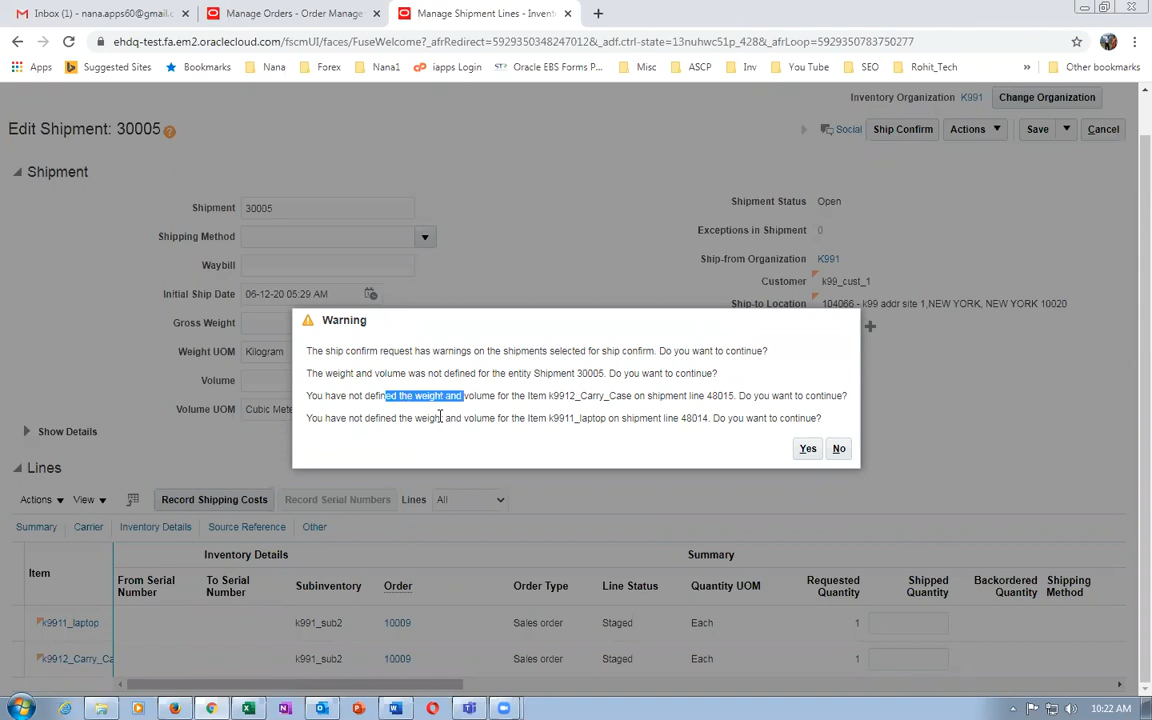 Inbox (1) - nana.apps60@gmail.c
Manage Orders - Order Manage
Manage Shipment Lines - Invent
ehdq-test.fa.em2.oraclecloud.com/fscmUI/faces/FuseWelcome?_afrRedirect=5929350348247012&_adf.ctrl-state=13nuhwc51p_428&_afrLoop=5929350783750277
Apps
Suggested Sites
Bookmarks
Nana
Forex
Nana1
iapps Login
Oracle EBS Forms P...
Misc
ASCP
Inv
You Tube
SEO
Rohit_Tech
»
Other bookmarks
Inventory Organization K991 Change Organization
Edit Shipment: 30005
Social Ship Confirm Actions Save Cancel
Shipment
Shipment 30005
Shipping Method
Waybill
Initial Ship Date 06-12-20 05:29 AM
Gross Weight
Weight UOM Kilogram
Volume
Volume UOM Cubic Mete
Shipment Status Open
Exceptions in Shipment 0
Ship-from Organization K991
Customer k99_cust_1
Ship-to Location 104066 - k99 addr site 1,NEW YORK, NEW YORK 10020
Warning
The ship confirm request has warnings on the shipments selected for ship confirm. Do you want to continue?
The weight and volume was not defined for the entity Shipment 30005. Do you want to continue?
You have not defined the weight and volume for the Item k9912_Carry_Case on shipment line 48015. Do you want to continue?
You have not defined the weight and volume for the Item k9911_laptop on shipment line 48014. Do you want to continue?
Yes No
Show Details
Lines
Actions View Record Shipping Costs Record Serial Numbers Lines All
Summary Carrier Inventory Details Source Reference Other
Inventory Details Summary
Item From Serial Number To Serial Number Subinventory Order Order Type Line Status Quantity UOM Requested Quantity Shipped Quantity Backordered Quantity Shipping Method
k9911_laptop k991_sub2 10009 Sales order Staged Each 1
k9912_Carry_Ca k991_sub2 10009 Sales order Staged Each 1
10:22 AM